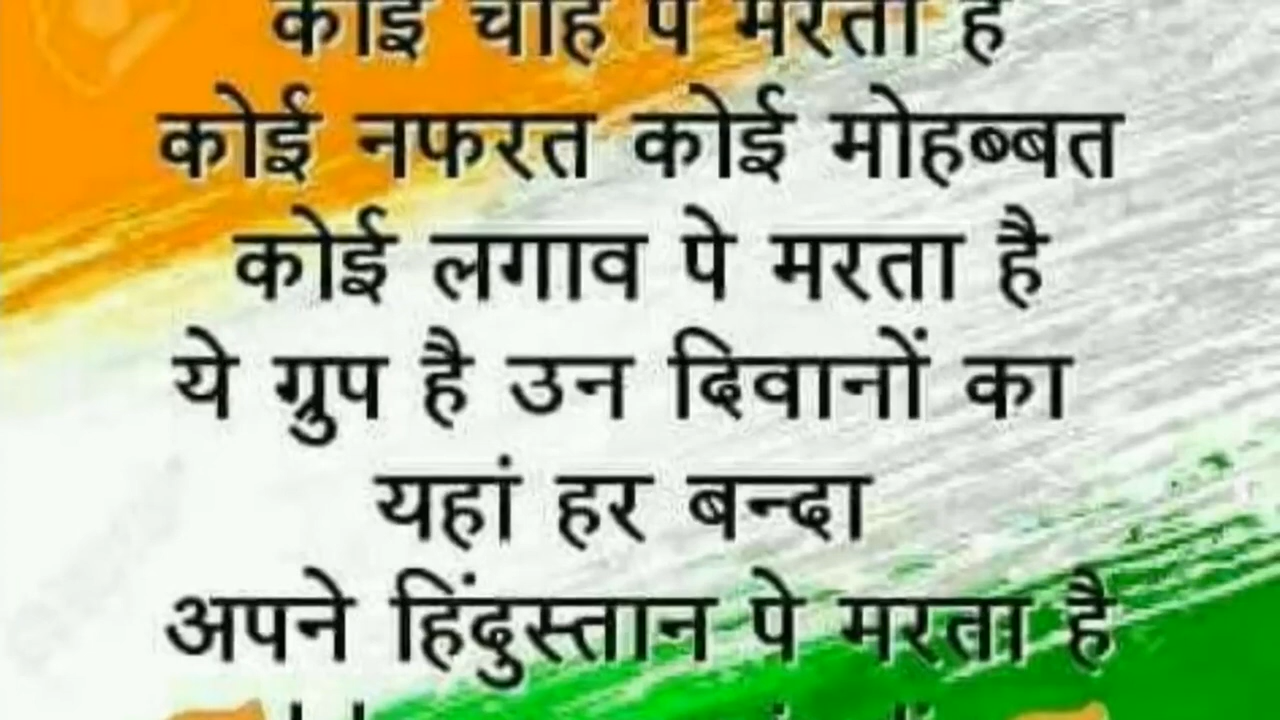 कोई चाह पे मरता है
कोई नफरत कोई मोहब्बत
कोई लगाव पे मरता है
ये ग्रुप है उन दिवानों का
यहां हर बन्दा
अपने हिंदुस्तान पे मरता है